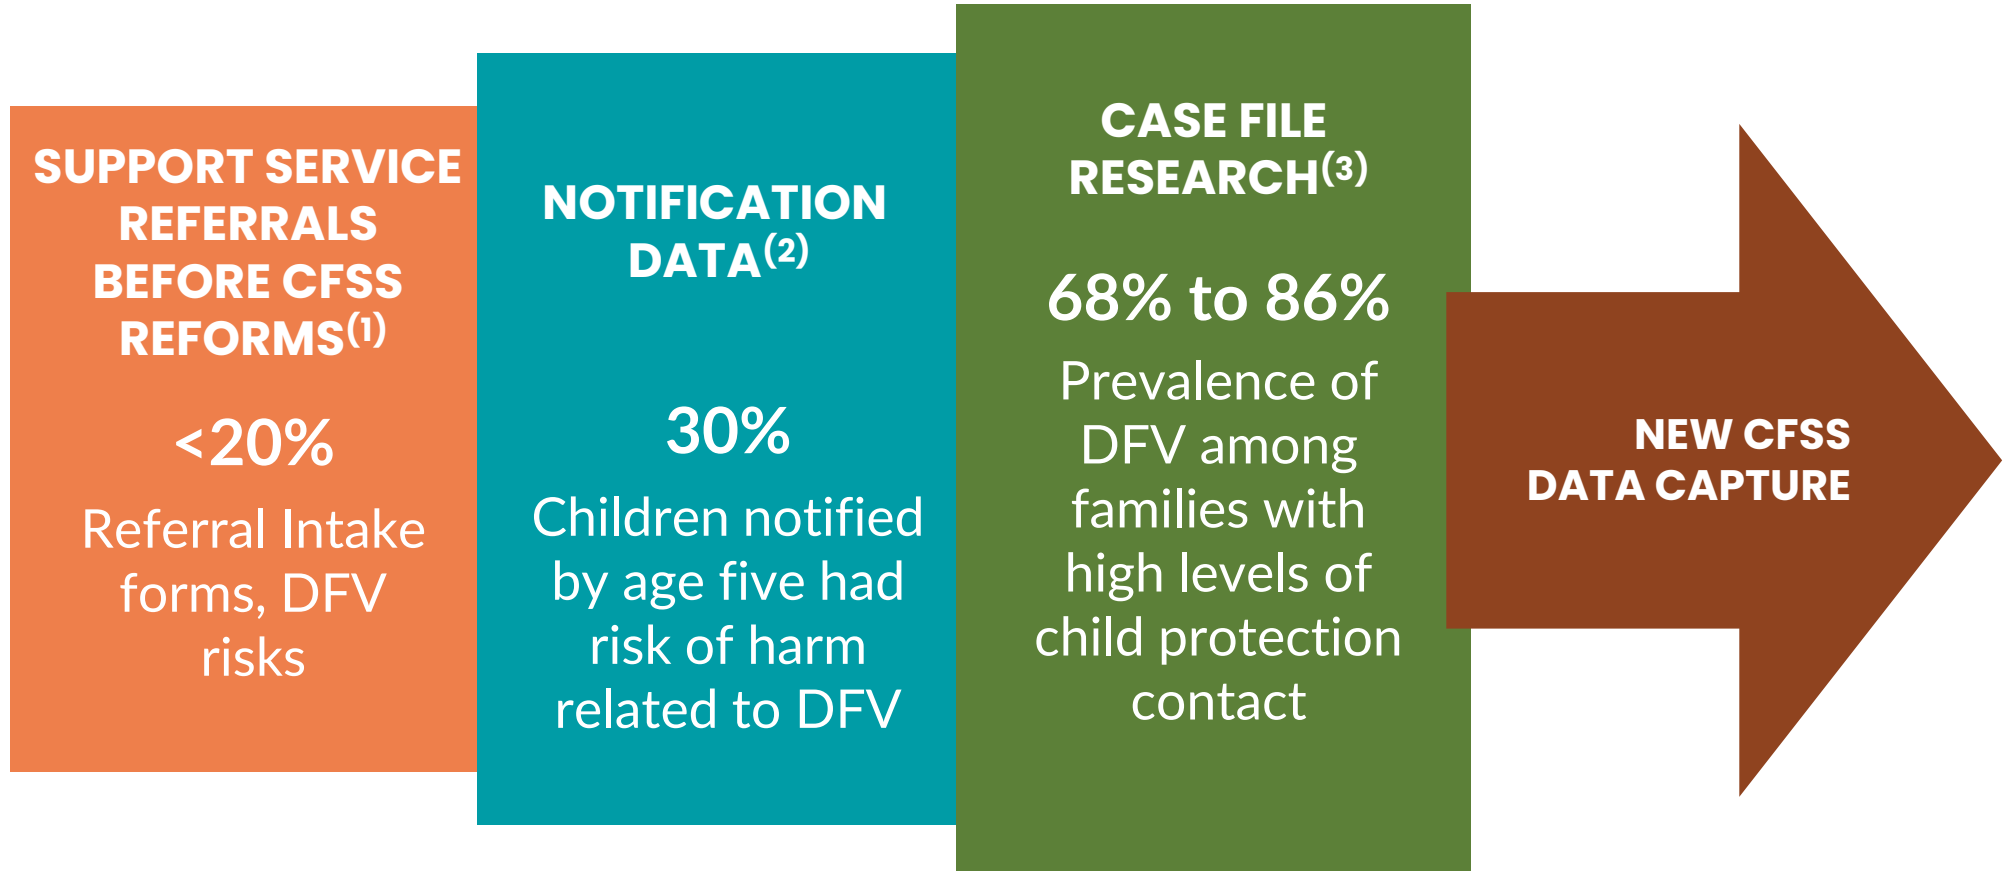 SUPPORT SERVICE
REFERRALS
BEFORE CFSS
REFORMS(1)
<20%
Referral Intake
forms, DFV
risks
NOTIFICATION
DATA(2)
30%
Children notified
by age five had
risk of harm
related to DFV
CASE FILE
RESEARCH(3)
68% to 86%
Prevalence of
DFV among
families with
high levels of
child protection
contact
NEW CFSS
DATA CAPTURE